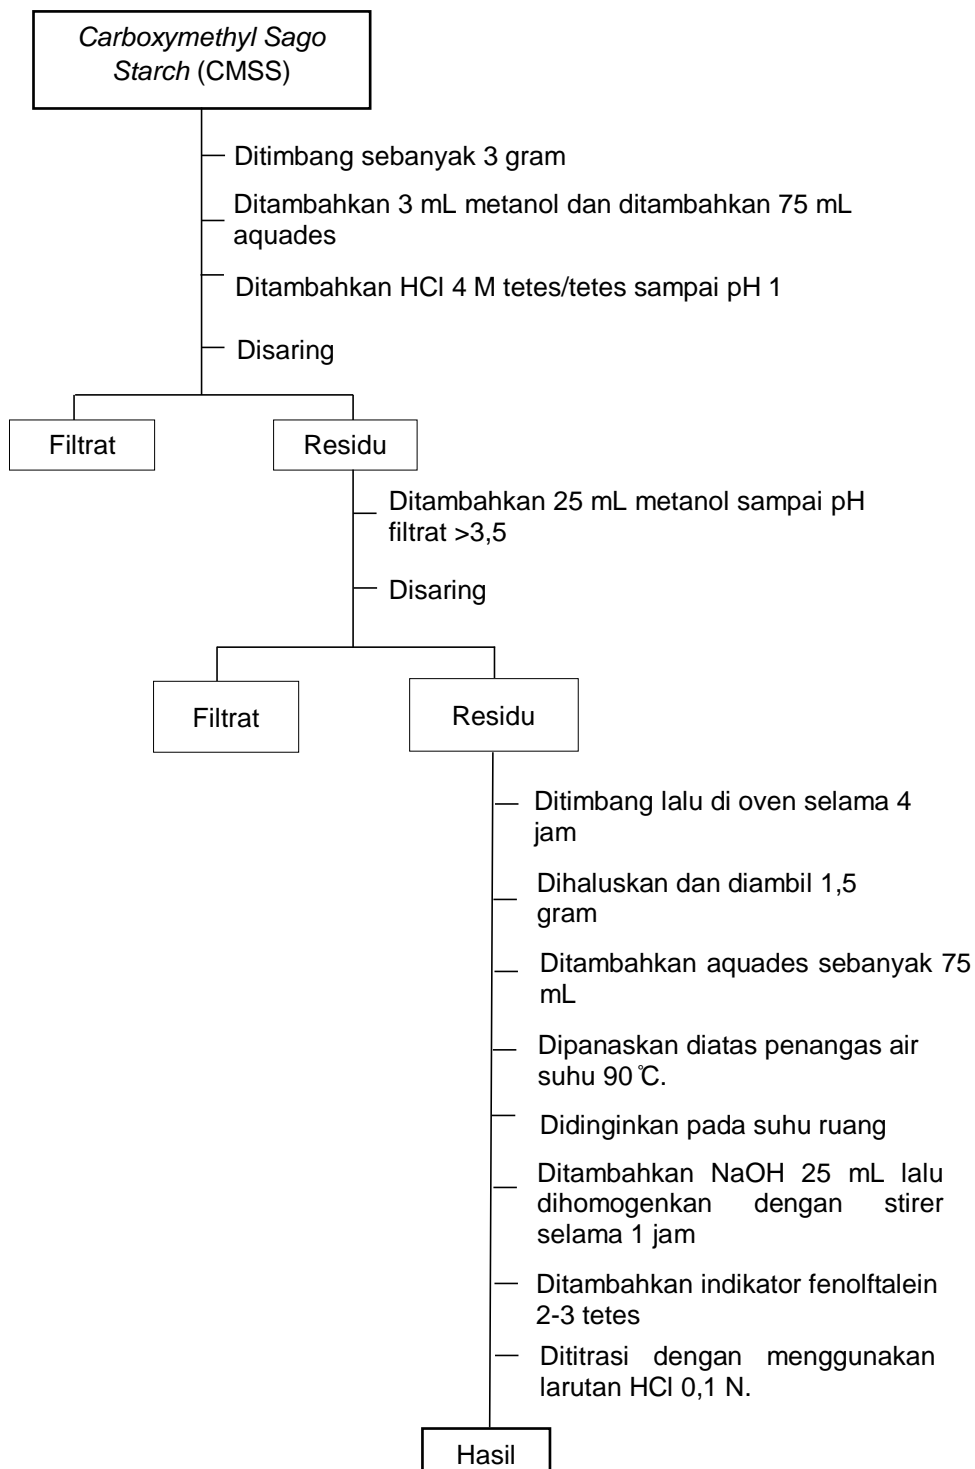 Carboxymethyl Sago
Starch (CMSS)
Ditimbang sebanyak 3 gram
Ditambahkan 3 mL metanol dan ditambahkan 75 mL
aquades
Ditambahkan HCl 4 M tetes/tetes sampai pH 1
Disaring
Filtrat
Residu
Ditambahkan 25 mL metanol sampai pH
filtrat >3,5
Disaring
Filtrat
Residu
Ditimbang lalu di oven selama 4
jam
Dihaluskan dan diambil 1,5
gram
Ditambahkan aquades sebanyak 75
mL
Dipanaskan diatas penangas air
suhu 90 ̊C.
Didinginkan pada suhu ruang
Ditambahkan NaOH 25 mL lalu
dihomogenkan dengan stirer
selama 1 jam
Ditambahkan indikator fenolftalein
2-3 tetes
Dititrasi dengan menggunakan
larutan HCl 0,1 N.
Hasil